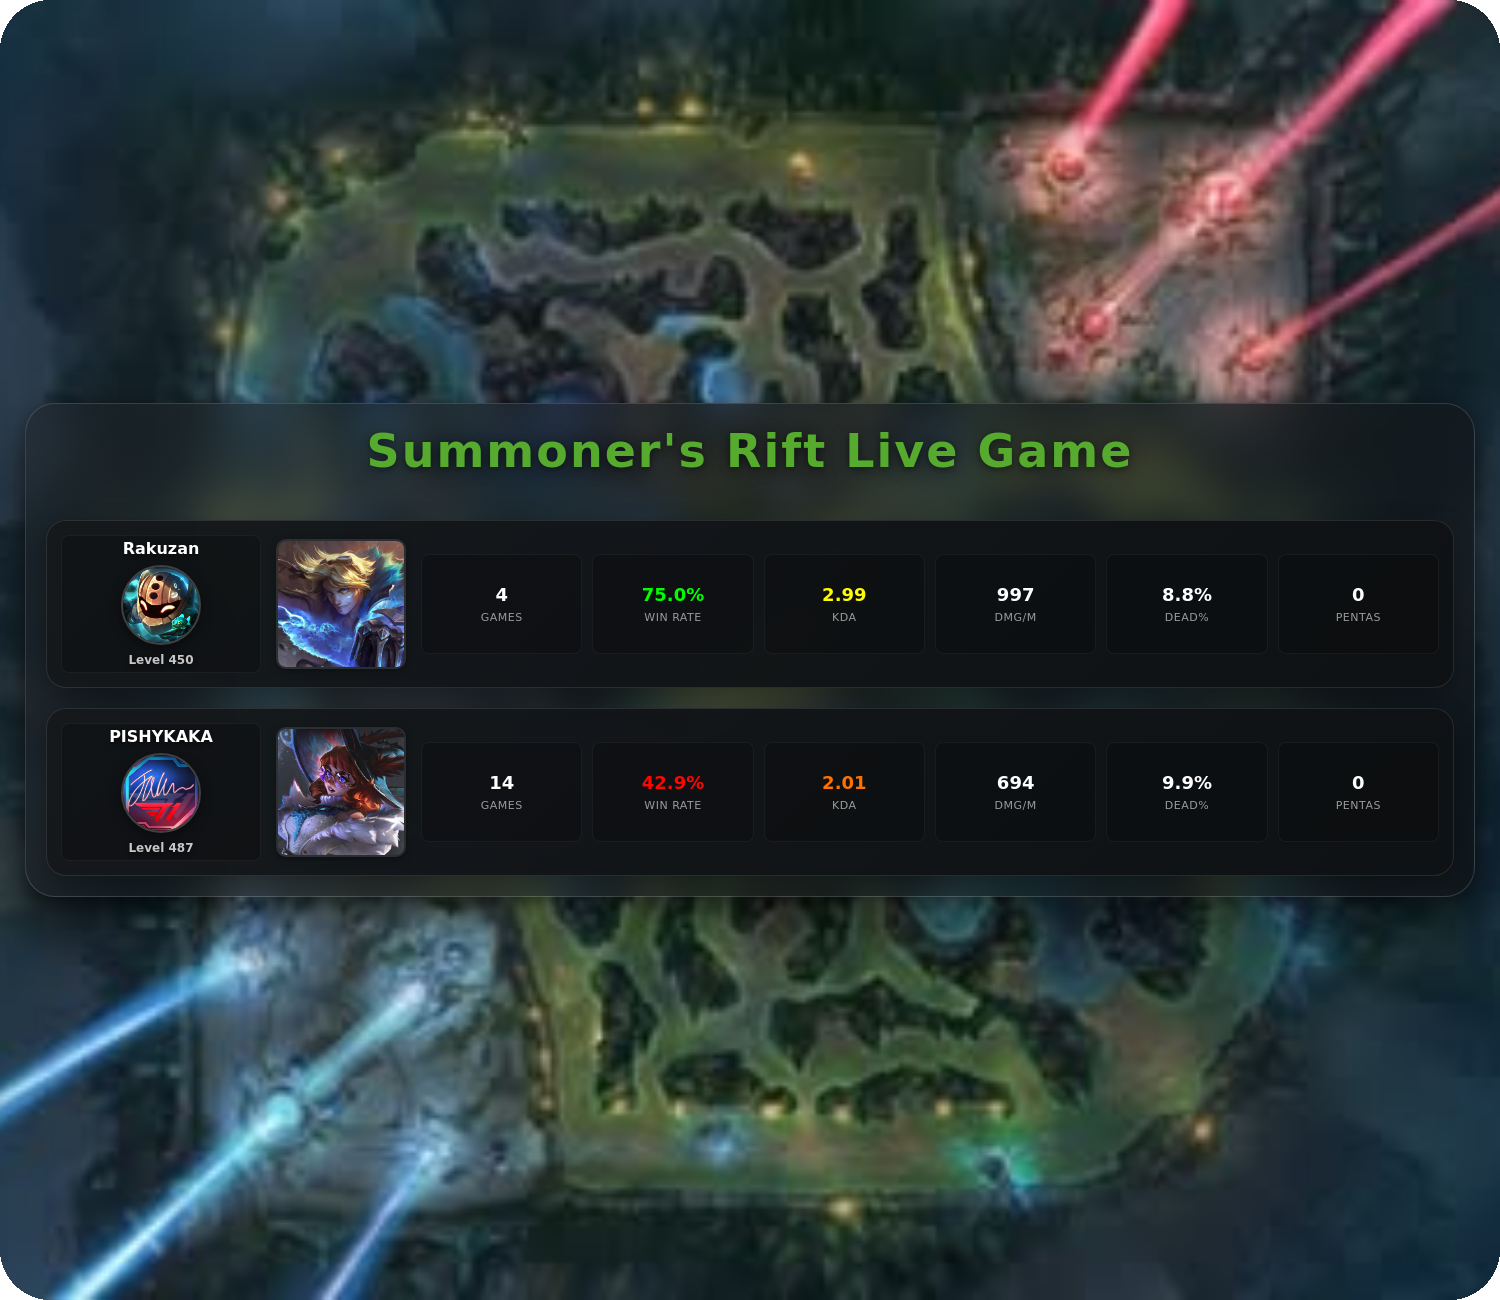 Summoner's Rift Live Game
Rakuzan
Level 450
4
GAMES
75.0%
WIN RATE
2.99
KDA
997
DMG/M
8.8%
DEAD%
0
PENTAS
PISHYKAKA
Level 487
14
GAMES
42.9%
WIN RATE
2.01
KDA
694
DMG/M
9.9%
DEAD%
0
PENTAS